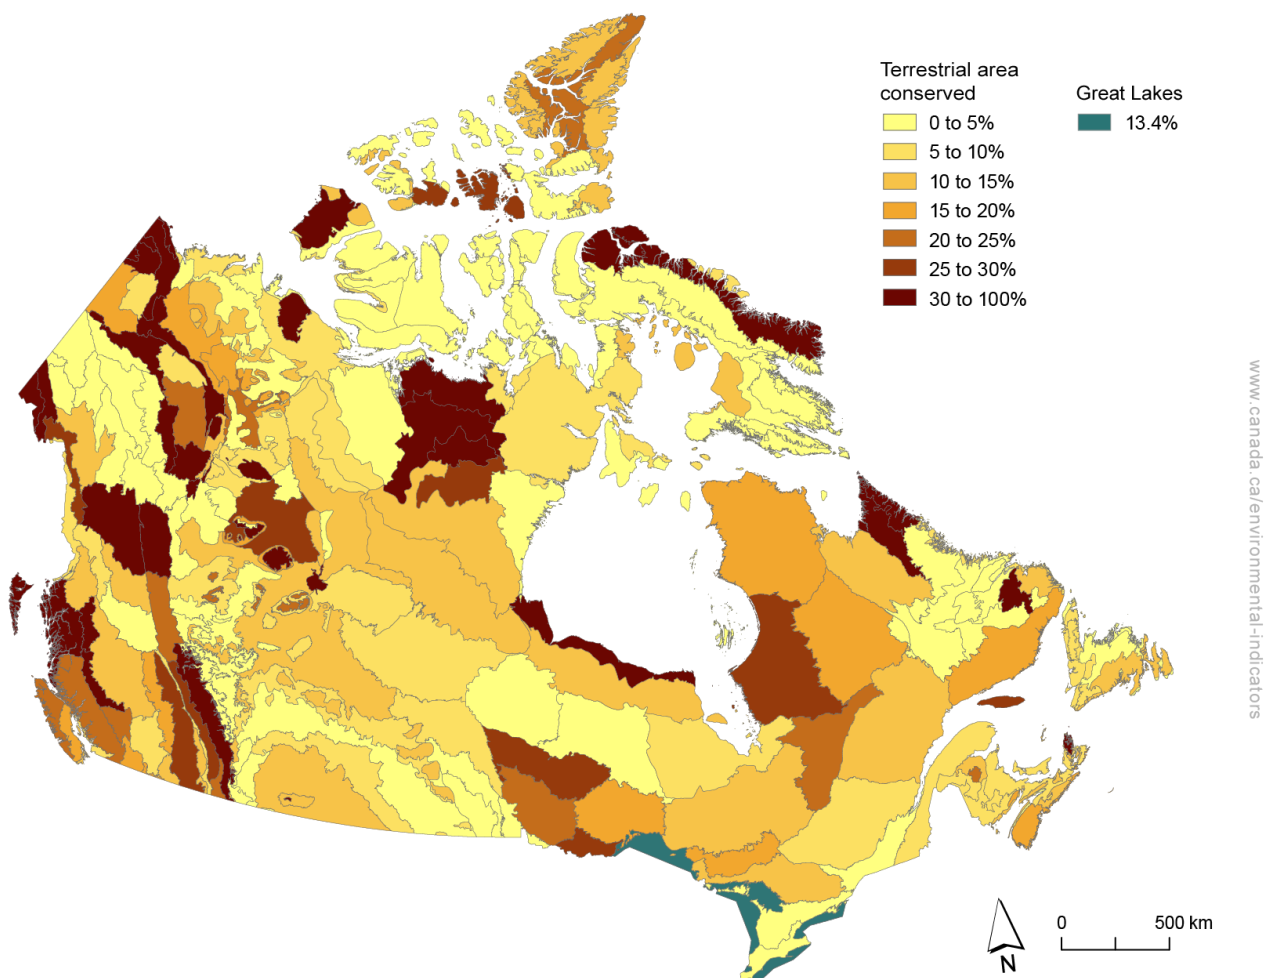 Terrestrial area
conserved
0 to 5%
5 to 10%
10 to 15%
15 to 20%
20 to 25%
25 to 30%
30 to 100%
Great Lakes
13.4%
www.canada.ca/environmental-indicators
0 500 km
N